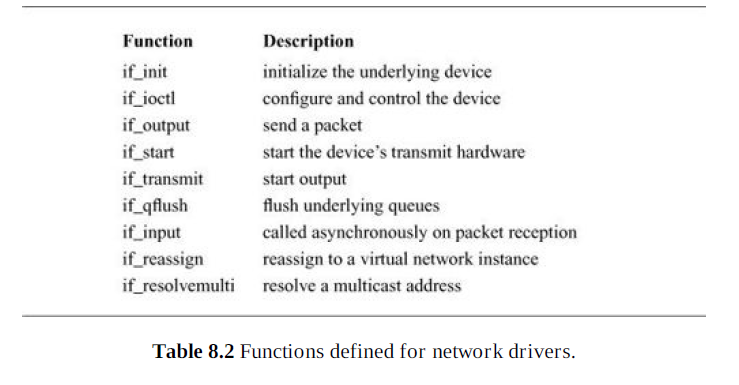 Function Description
if_init initialize the underlying device
if_ioctl configure and control the device
if_output send a packet
if_start start the device's transmit hardware
if_transmit start output
if_qflush flush underlying queues
if_input called asynchronously on packet reception
if_reassign reassign to a virtual network instance
if_resolvemulti resolve a multicast address
Table 8.2 Functions defined for network drivers.